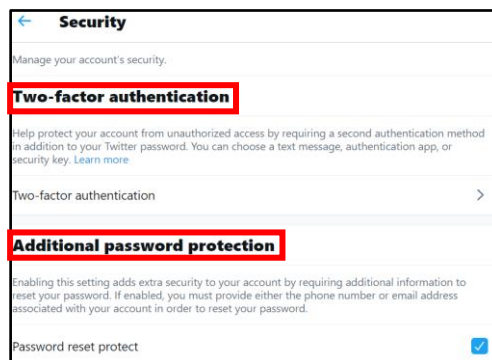 ← Security
Manage your account's security.
Two-factor authentication
Help protect your account from unauthorized access by requiring a second authentication method
in addition to your Twitter password. You can choose a text message, authentication app, or
security key. Learn more
Two-factor authentication >
Additional password protection
Enabling this setting adds extra security to your account by requiring additional information to
reset your password. If enabled, you must provide either the phone number or email address
associated with your account in order to reset your password.
Password reset protect